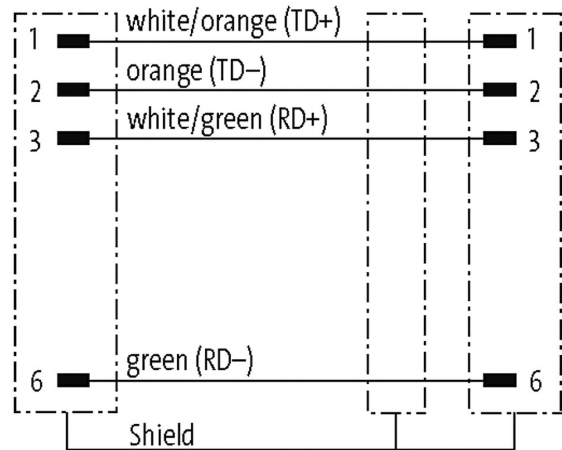 1 white/orange (TD+) 1
2 orange (TD–) 2
3 white/green (RD+) 3
6 green (RD–) 6
Shield